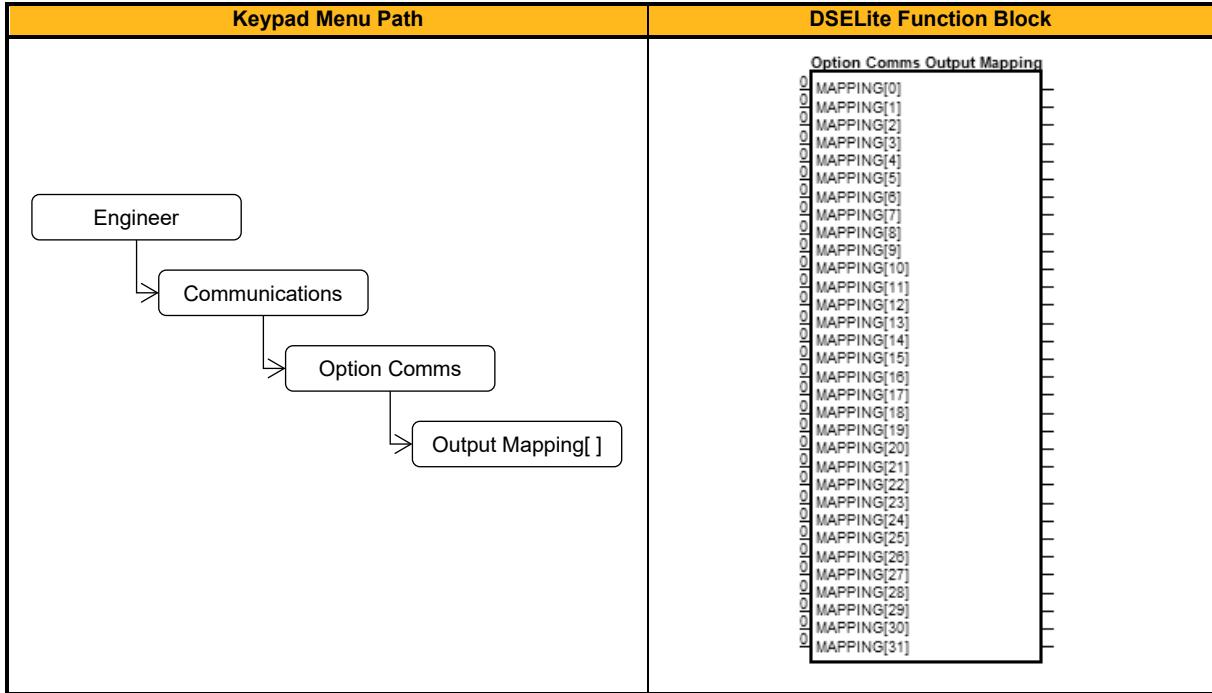 Keypad Menu Path
DSELite Function Block
Engineer
Communications
Option Comms
Output Mapping[ ]
Option Comms Output Mapping
0 MAPPING[0]
0 MAPPING[1]
0 MAPPING[2]
0 MAPPING[3]
0 MAPPING[4]
0 MAPPING[5]
0 MAPPING[6]
0 MAPPING[7]
0 MAPPING[8]
0 MAPPING[9]
0 MAPPING[10]
0 MAPPING[11]
0 MAPPING[12]
0 MAPPING[13]
0 MAPPING[14]
0 MAPPING[15]
0 MAPPING[16]
0 MAPPING[17]
0 MAPPING[18]
0 MAPPING[19]
0 MAPPING[20]
0 MAPPING[21]
0 MAPPING[22]
0 MAPPING[23]
0 MAPPING[24]
0 MAPPING[25]
0 MAPPING[26]
0 MAPPING[27]
0 MAPPING[28]
0 MAPPING[29]
0 MAPPING[30]
0 MAPPING[31]